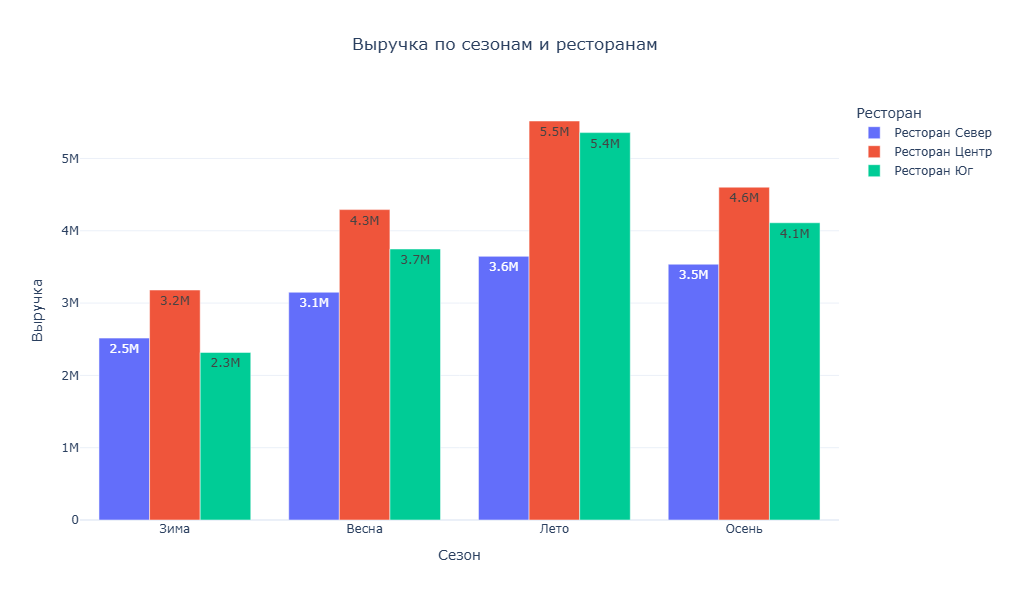 Выручка по сезонам и ресторанам
Ресторан
Ресторан Север
Ресторан Центр
Ресторан Юг
Выручка
5M
4M
3M
2M
1M
0
2.5M
3.2M
2.3M
3.1M
4.3M
3.7M
3.6M
5.5M
5.4M
3.5M
4.6M
4.1M
Зима
Весна
Лето
Осень
Сезон